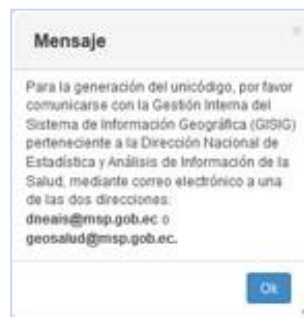 Mensaje
Para la generación del unicódigo, por favor
comunicarse con la Gestión Interna del
Sistema de Información Geográfica (GISIG)
perteneciente a la Dirección Nacional de
Estadística y Análisis de Información de la
Salud, mediante correo electrónico a una
de las dos direcciones:
dneais@msp.gob.ec o
geosalud@msp.gob.ec.
Ok